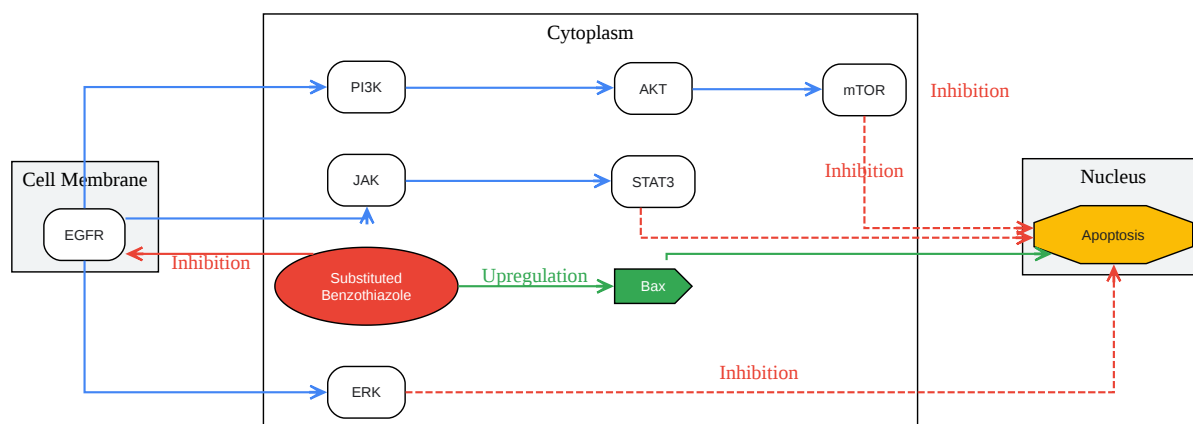 Cytoplasm
PI3K
AKT
mTOR
Inhibition
Cell Membrane
JAK
STAT3
Inhibition
Nucleus
EGFR
Apoptosis
Inhibition
Substituted
Benzothiazole
Upregulation
Bax
ERK
Inhibition